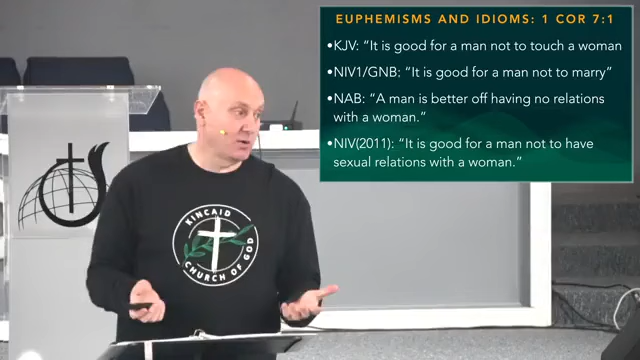 EUPHEMISMS AND IDIOMS: 1 COR 7:1
•KJV: “It is good for a man not to touch a woman
•NIV1/GNB: “It is good for a man not to marry”
•NAB: “A man is better off having no relations
with a woman.”
•NIV(2011): “It is good for a man not to have
sexual relations with a woman.”
KINCAID
CHURCH OF GOD